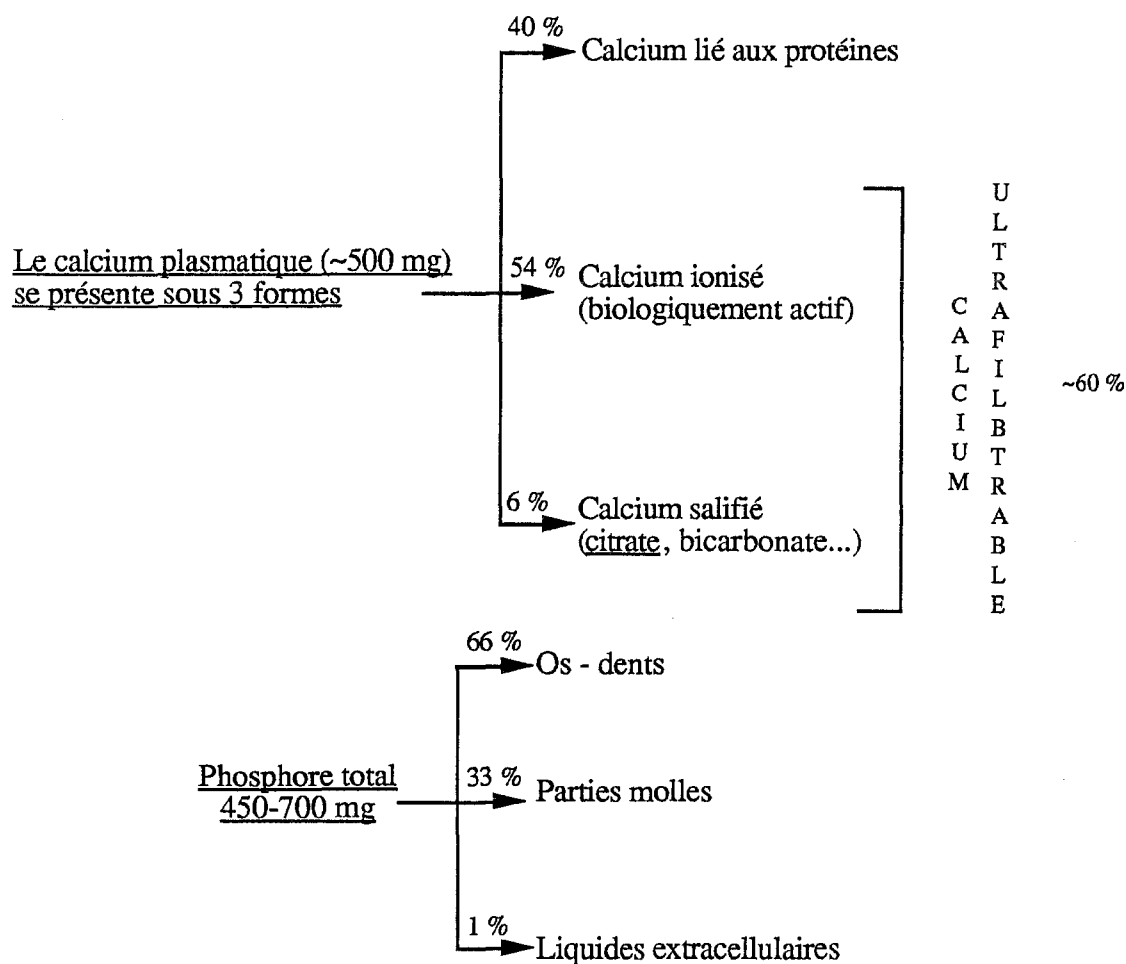 40 %
Calcium lié aux protéines
Le calcium plasmatique (~500 mg)
se présente sous 3 formes
54 %
Calcium ionisé
(biologiquement actif)
6 %
Calcium salifié
(citrate, bicarbonate...)
CALCIUM
ULTRAFILBTRABLE
~60 %
66 %
Os - dents
Phosphore total
450-700 mg
33 %
Parties molles
1 %
Liquides extracellulaires